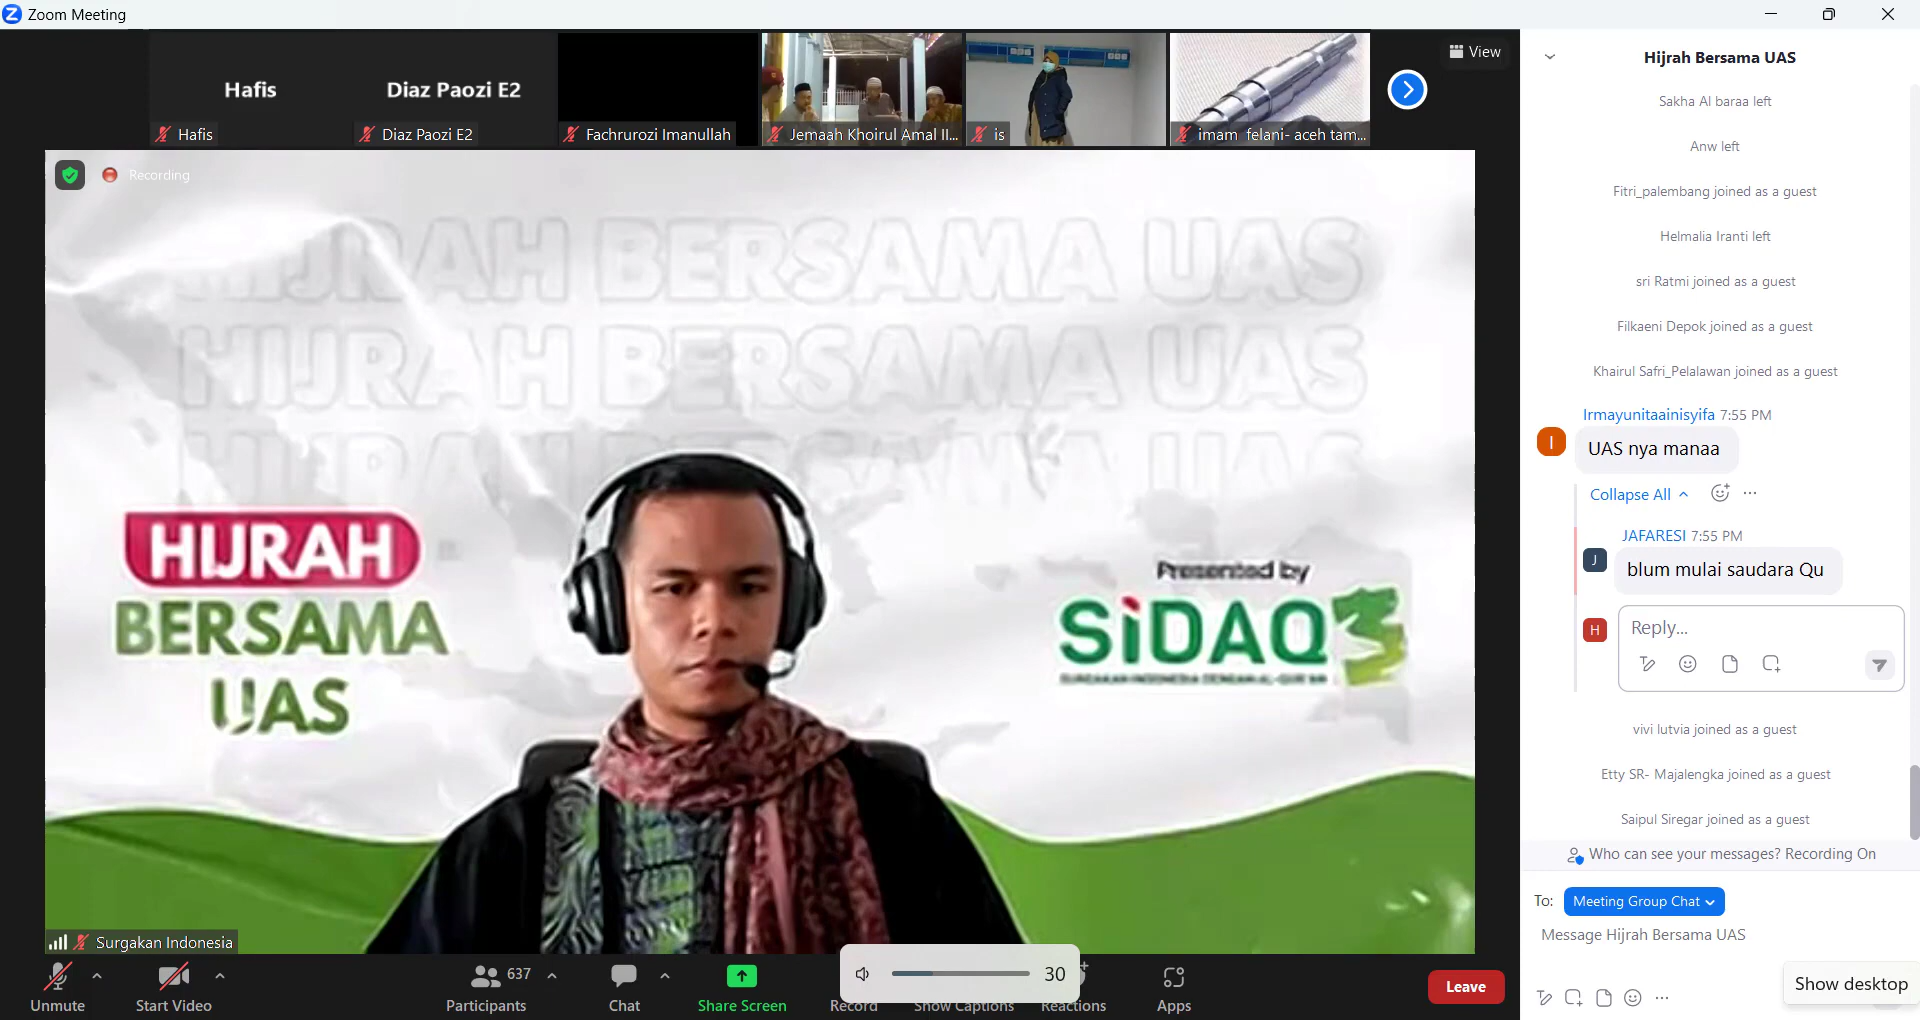 Zoom Meeting
Hafis
Diaz Paozi E2
Hafis
Diaz Paozi E2
Fachrurozi Imanullah
Jemaah Khoirul Amal II...
is
imam felani- aceh tam...
View
Recording
HIJRAH BERSAMA UAS
HIJRAH BERSAMA UAS
HIJRAH BERSAMA UAS
HIJRAH
BERSAMA
UAS
Presented by
SiDAQ3
Surgakan Indonesia
Unmute
Start Video
637
Participants
Chat
Share Screen
Record
Show Captions
Reactions
Apps
30
Leave
Hijrah Bersama UAS
Sakha Al baraa left
Anw left
Fitri_palembang joined as a guest
Helmalia Iranti left
sri Ratmi joined as a guest
Filkaeni Depok joined as a guest
Khairul Safri_Pelalawan joined as a guest
Irmayunitaainisyifa 7:55 PM
I
UAS nya manaa
Collapse All
JAFARESI 7:55 PM
J
blum mulai saudara Qu
H
Reply...
vivi lutvia joined as a guest
Etty SR- Majalengka joined as a guest
Saipul Siregar joined as a guest
Who can see your messages? Recording On
To: Meeting Group Chat
Message Hijrah Bersama UAS
Show desktop